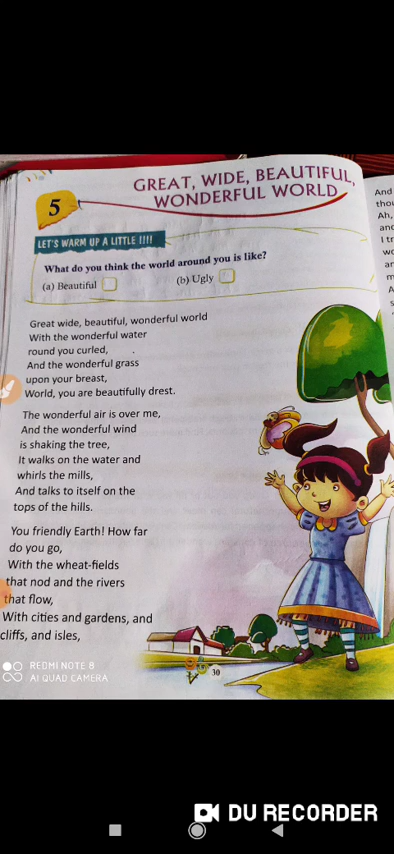 GREAT, WIDE, BEAUTIFUL,
WONDERFUL WORLD
5
LET'S WARM UP A LITTLE !!!!
What do you think the world around you is like?
(a) Beautiful (b) Ugly
Great wide, beautiful, wonderful world
With the wonderful water
round you curled,
And the wonderful grass
upon your breast,
World, you are beautifully drest.
The wonderful air is over me,
And the wonderful wind
is shaking the tree,
It walks on the water and
whirls the mills,
And talks to itself on the
tops of the hills.
You friendly Earth! How far
do you go,
With the wheat-fields
that nod and the rivers
that flow,
With cities and gardens, and
cliffs, and isles,
30
And
Ah,
REDMI NOTE 8
AI QUAD CAMERA
DU RECORDER